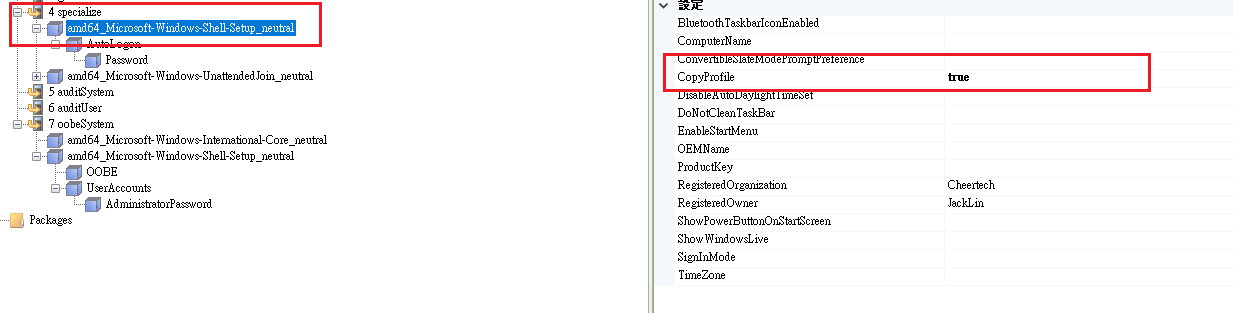 4 specialize
amd64_Microsoft-Windows-Shell-Setup_neutral
AutoLogon
Password
amd64_Microsoft-Windows-UnattendedJoin_neutral
5 auditSystem
6 auditUser
7 oobeSystem
amd64_Microsoft-Windows-International-Core_neutral
amd64_Microsoft-Windows-Shell-Setup_neutral
OOBE
UserAccounts
AdministratorPassword
Packages
設定
BluetoothTaskbarIconEnabled
ComputerName
ConvertibleSlateModePromptPreference
CopyProfile true
DisableAutoDaylightTimeSet
DoNotCleanTaskBar
EnableStartMenu
OEMName
ProductKey
RegisteredOrganization Cheertech
RegisteredOwner JackLin
ShowPowerButtonOnStartScreen
ShowWindowsLive
SignInMode
TimeZone